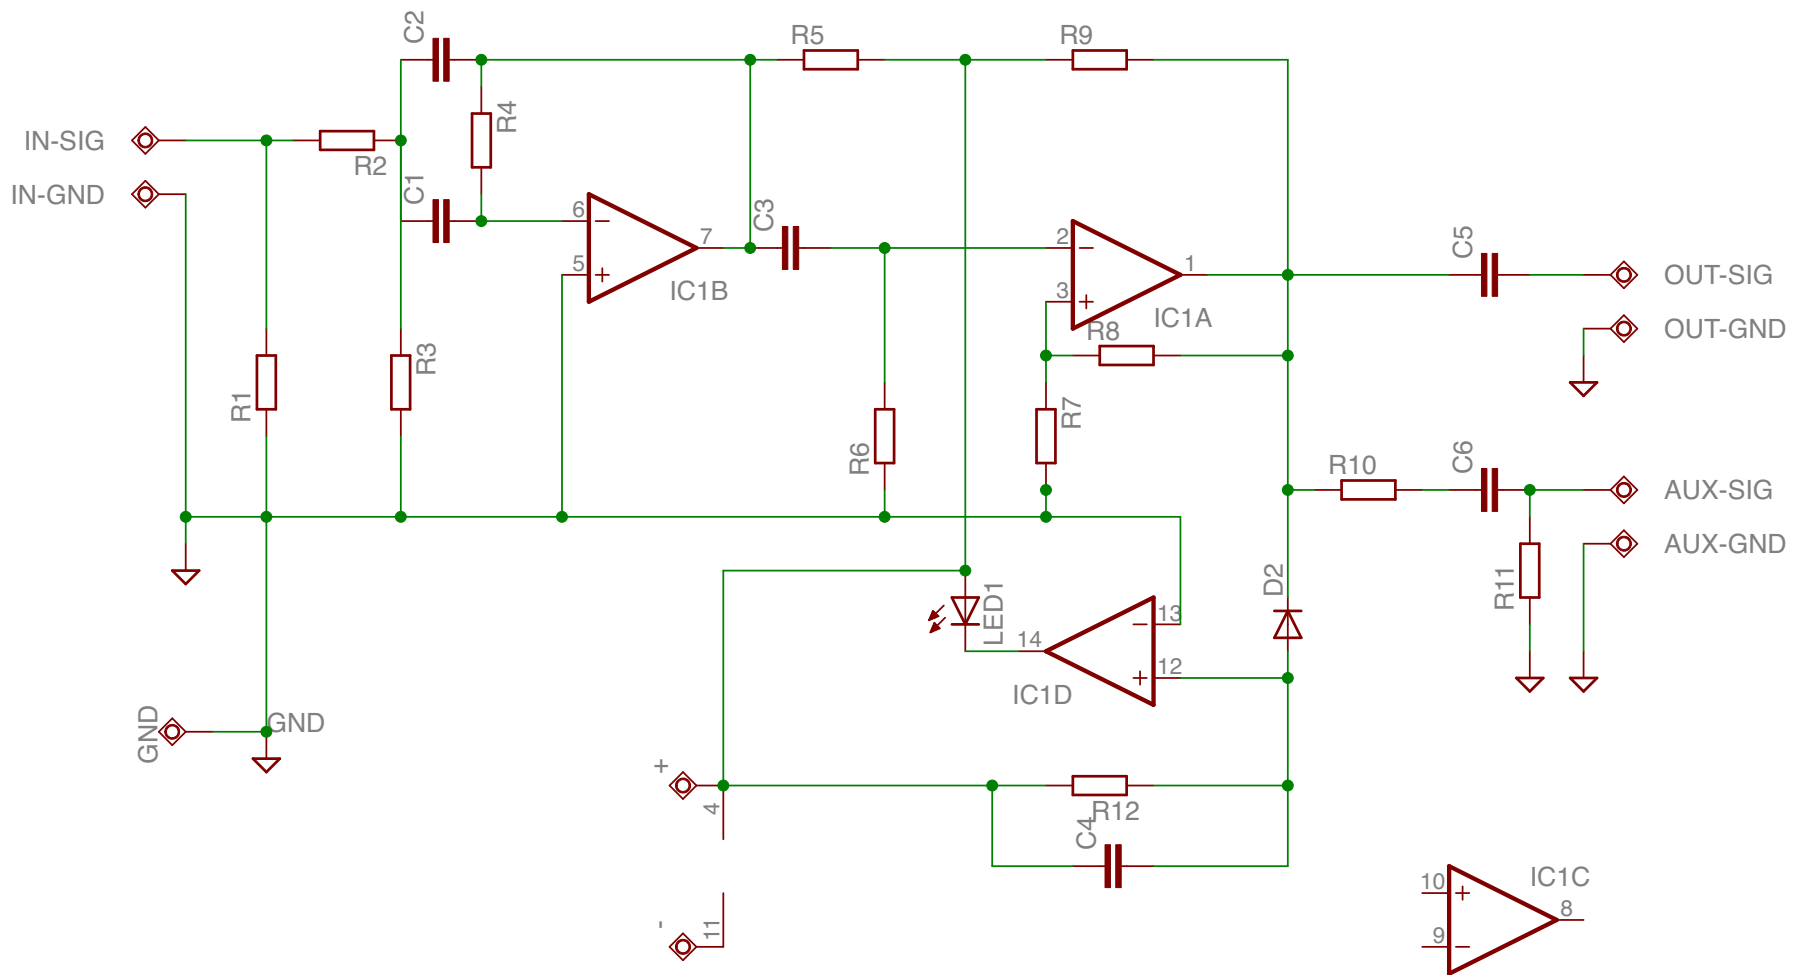 C2
R5
R9
IN-SIG
R2
R4
IN-GND
C1
6
−
5
+
7
IC1B
C3
2
−
3
+
1
IC1A
C5
OUT-SIG
OUT-GND
R8
R1
R3
R6
R7
R10
C6
AUX-SIG
AUX-GND
R11
D2
LED1
14
−
13
+
12
IC1D
GND
GND
+
4
R12
C4
-
11
IC1C
10
+
9
−
8